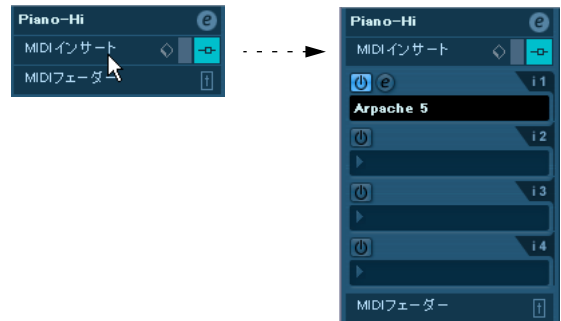 Piano-Hi
MIDIインサート
MIDIフェーダー
Piano-Hi
MIDIインサート
i 1
Arpache 5
i 2
i 3
i 4
MIDIフェーダー